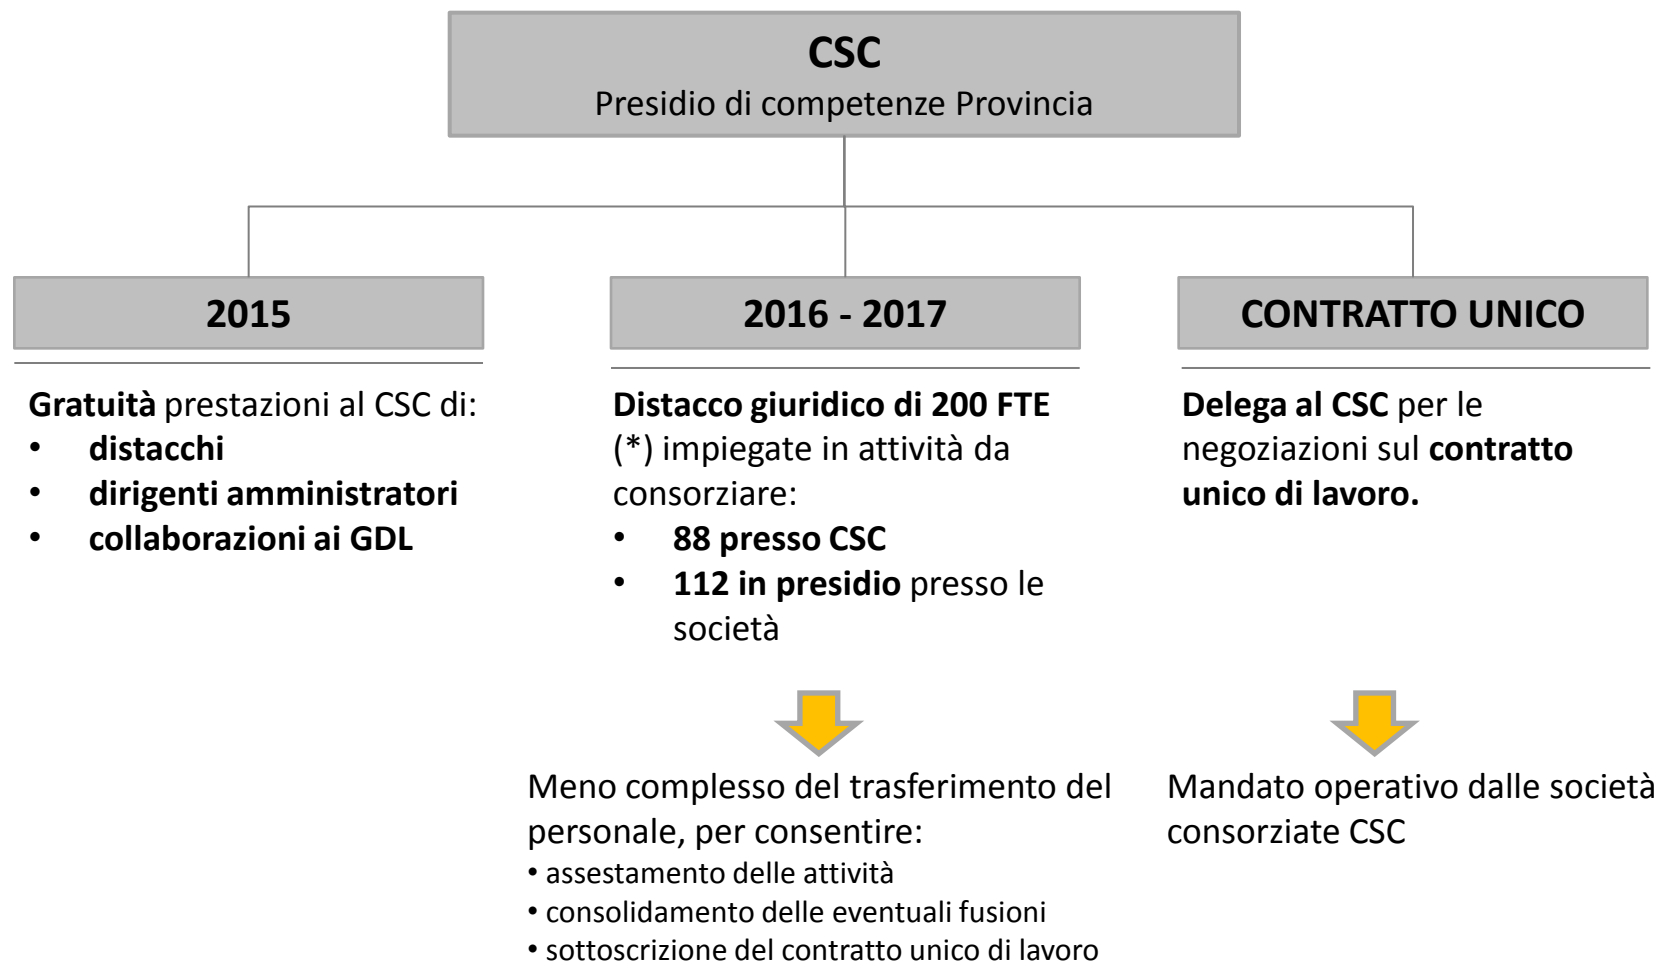 CSC
Presidio di competenze Provincia
2015
Gratuità prestazioni al CSC di:
• distacchi
• dirigenti amministratori
• collaborazioni ai GDL
2016 - 2017
Distacco giuridico di 200 FTE
(*) impiegate in attività da
consorziare:
• 88 presso CSC
• 112 in presidio presso le
società
Meno complesso del trasferimento del
personale, per consentire:
• assestamento delle attività
• consolidamento delle eventuali fusioni
• sottoscrizione del contratto unico di lavoro
CONTRATTO UNICO
Delega al CSC per le
negoziazioni sul contratto
unico di lavoro.
Mandato operativo dalle società
consorziate CSC